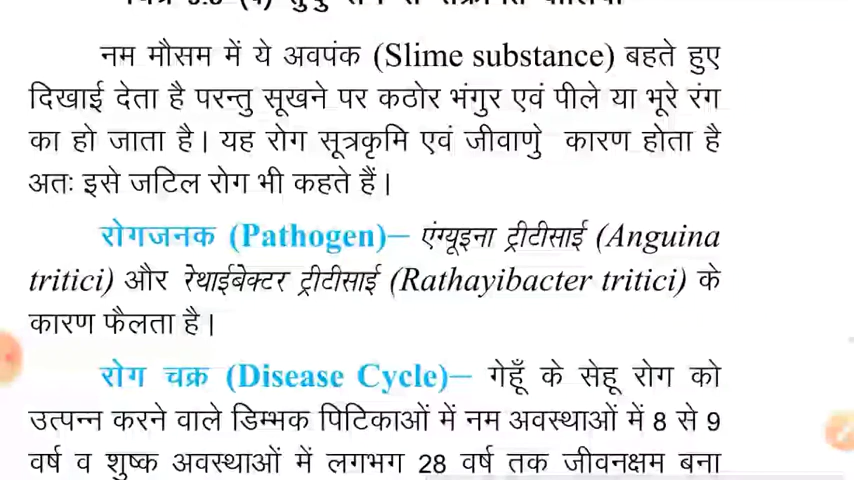 नम मौसम में ये अवपंक (Slime substance) बहते हुए
दिखाई देता है परन्तु सूखने पर कठोर भंगुर एवं पीले या भूरे रंग
का हो जाता है। यह रोग सूत्रकृमि एवं जीवाणे कारण होता है
अतः इसे जटिल रोग भी कहते हैं।
रोगजनक (Pathogen)– एंग्यूइना ट्रीटीसाई (Anguina
tritici) और रेथाईबेक्टर ट्रीटीसाई (Rathayibacter tritici) के
कारण फैलता है।
रोग चक्र (Disease Cycle)– गेहूँ के सेहू रोग को
उत्पन्न करने वाले डिम्भक पिटिकाओं में नम अवस्थाओं में 8 से 9
वर्ष व शुष्क अवस्थाओं में लगभग 28 वर्ष तक जीवनक्षम बना